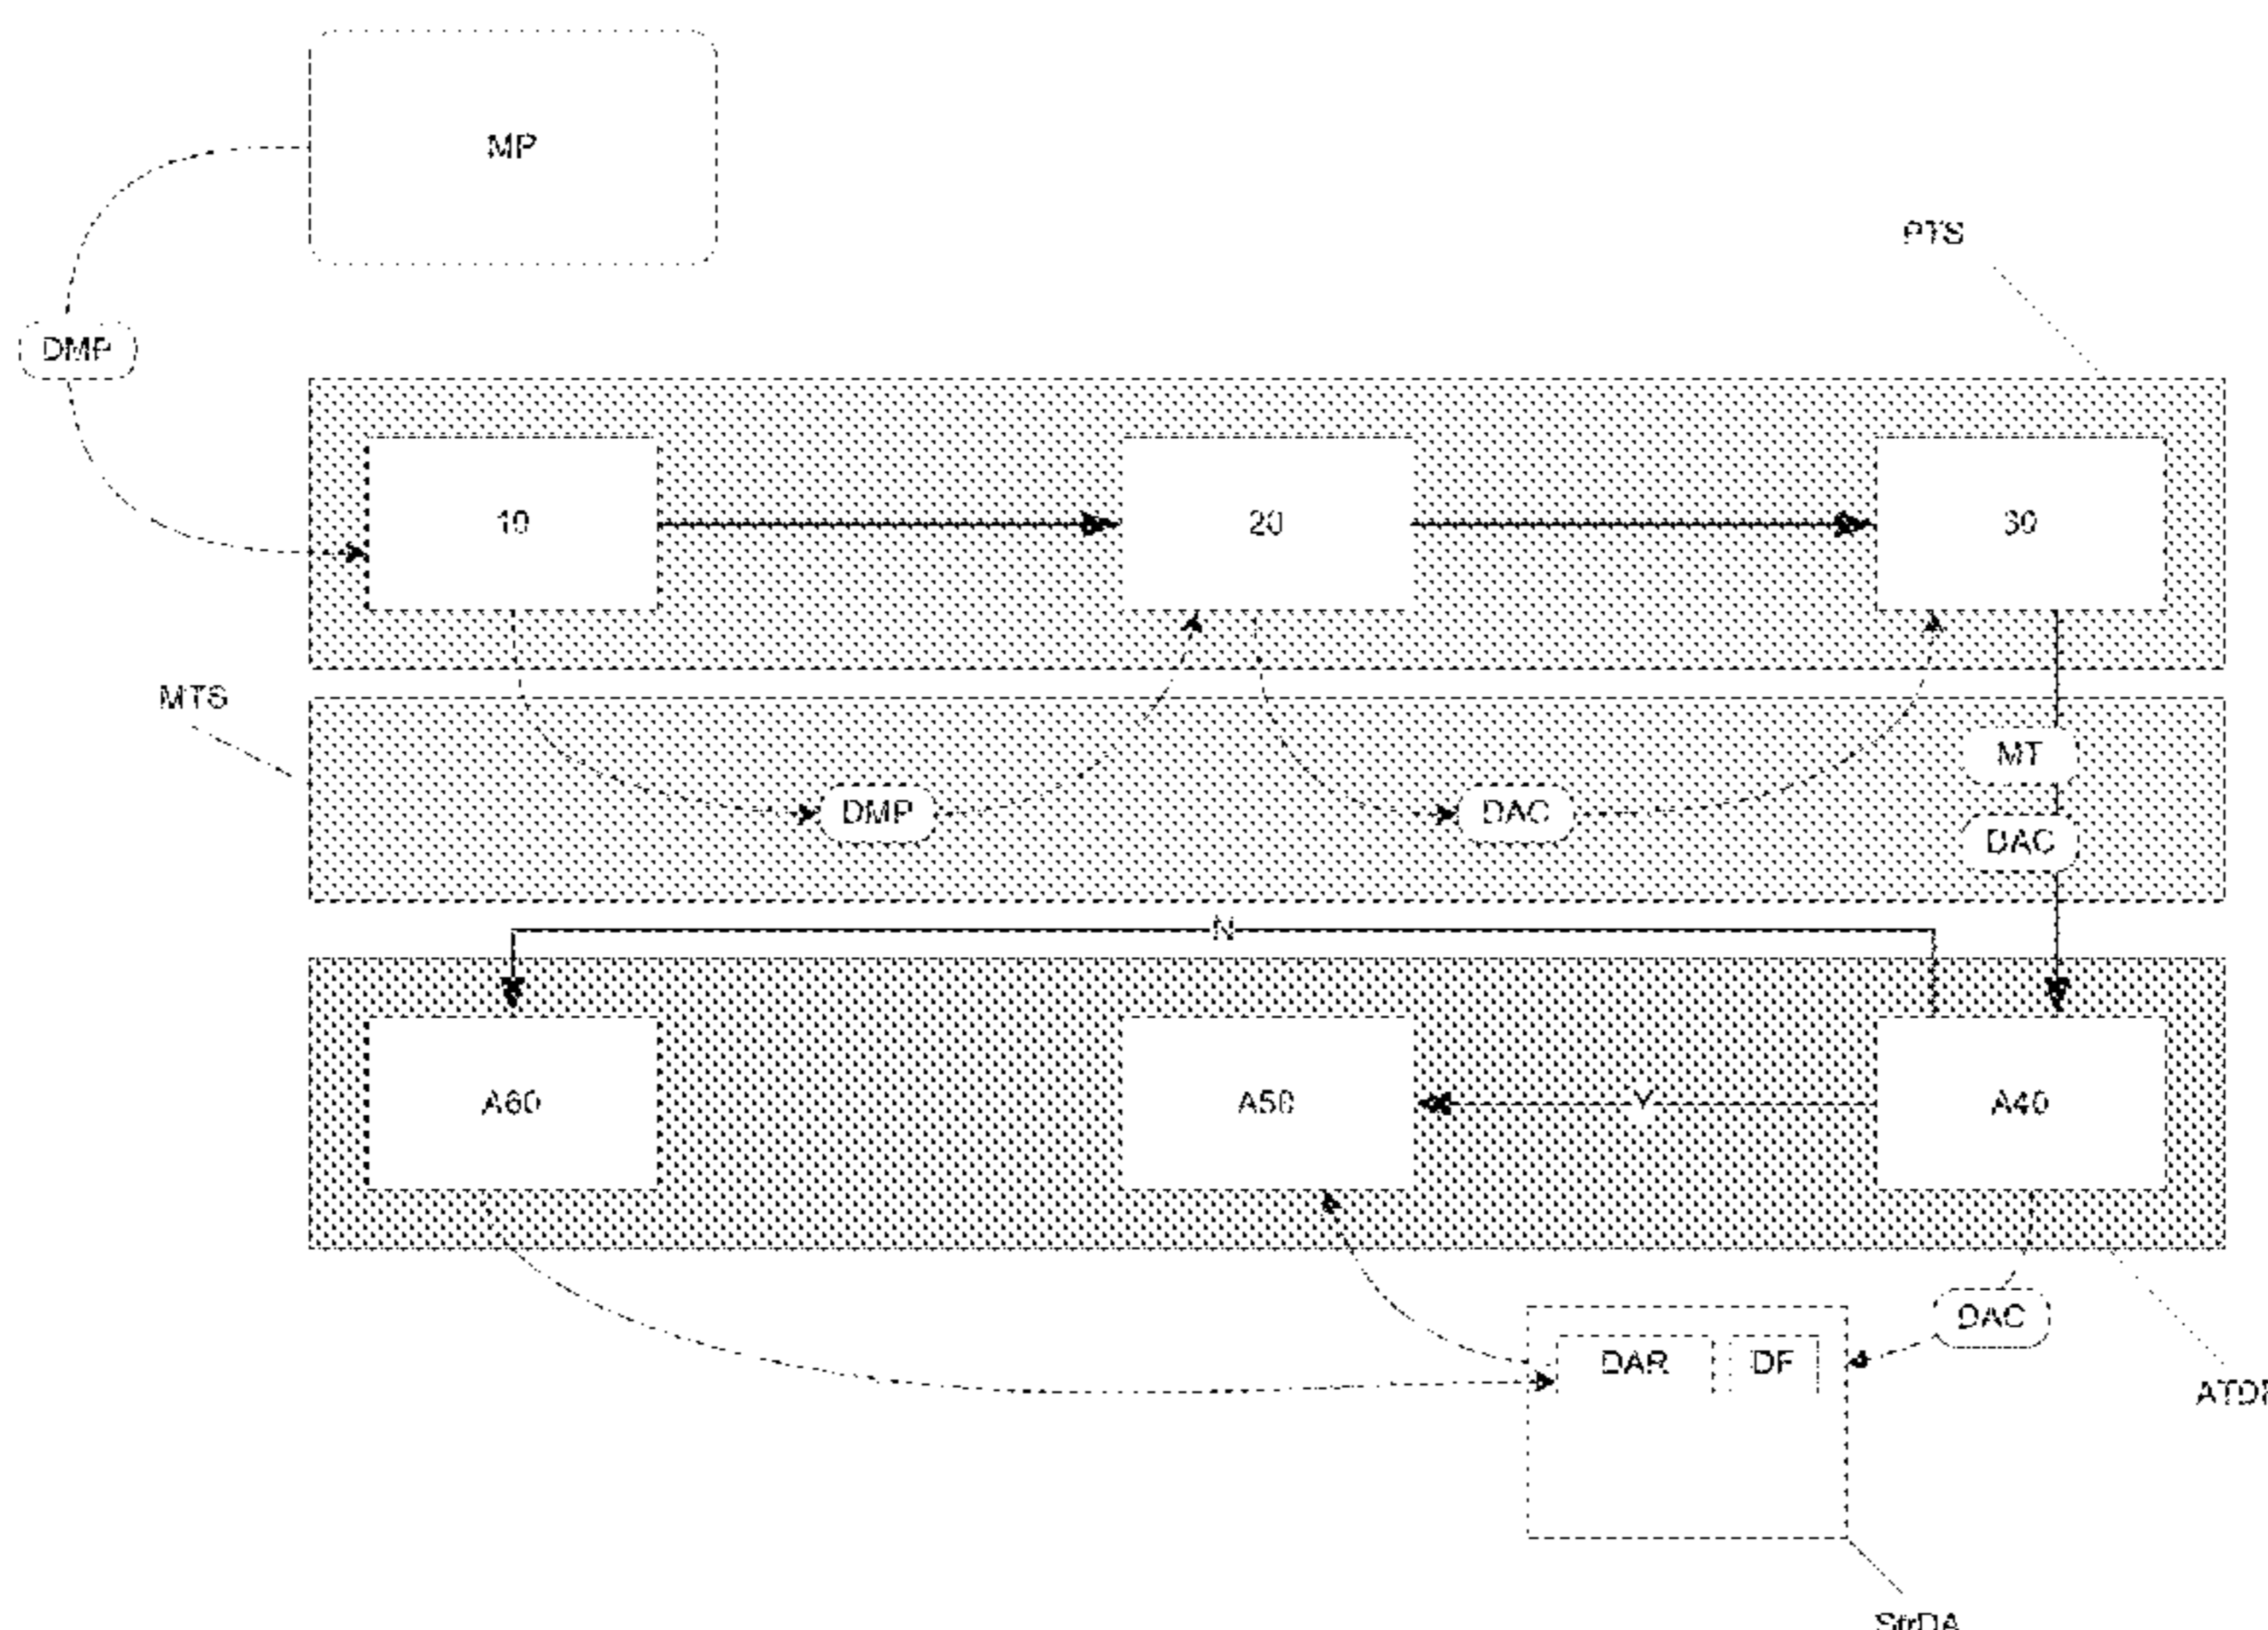 MP
PTS
DMP
10 20 30
MTS
MT
DMP DAC
DAC
N
A60 A50 Y A40
DAC
DAR DF
StrDA